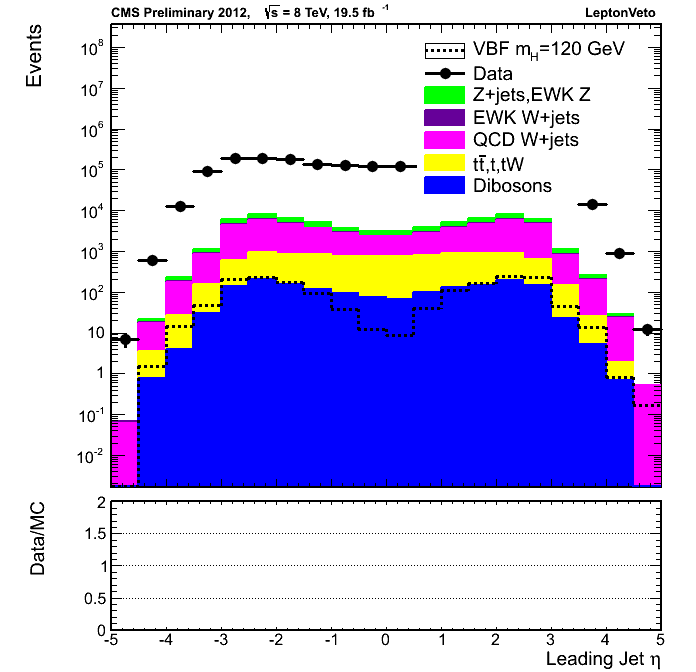 CMS Preliminary 2012, √s = 8 TeV, 19.5 fb⁻¹ LeptonVeto
Events
VBF m_H=120 GeV
Data
Z+jets,EWK Z
EWK W+jets
QCD W+jets
tt̄,t,tW
Dibosons
10⁸
10⁷
10⁶
10⁵
10⁴
10³
10²
10
1
10⁻¹
10⁻²
Data/MC
2
1.5
1
0.5
0
-5 -4 -3 -2 -1 0 1 2 3 4 5
Leading Jet η